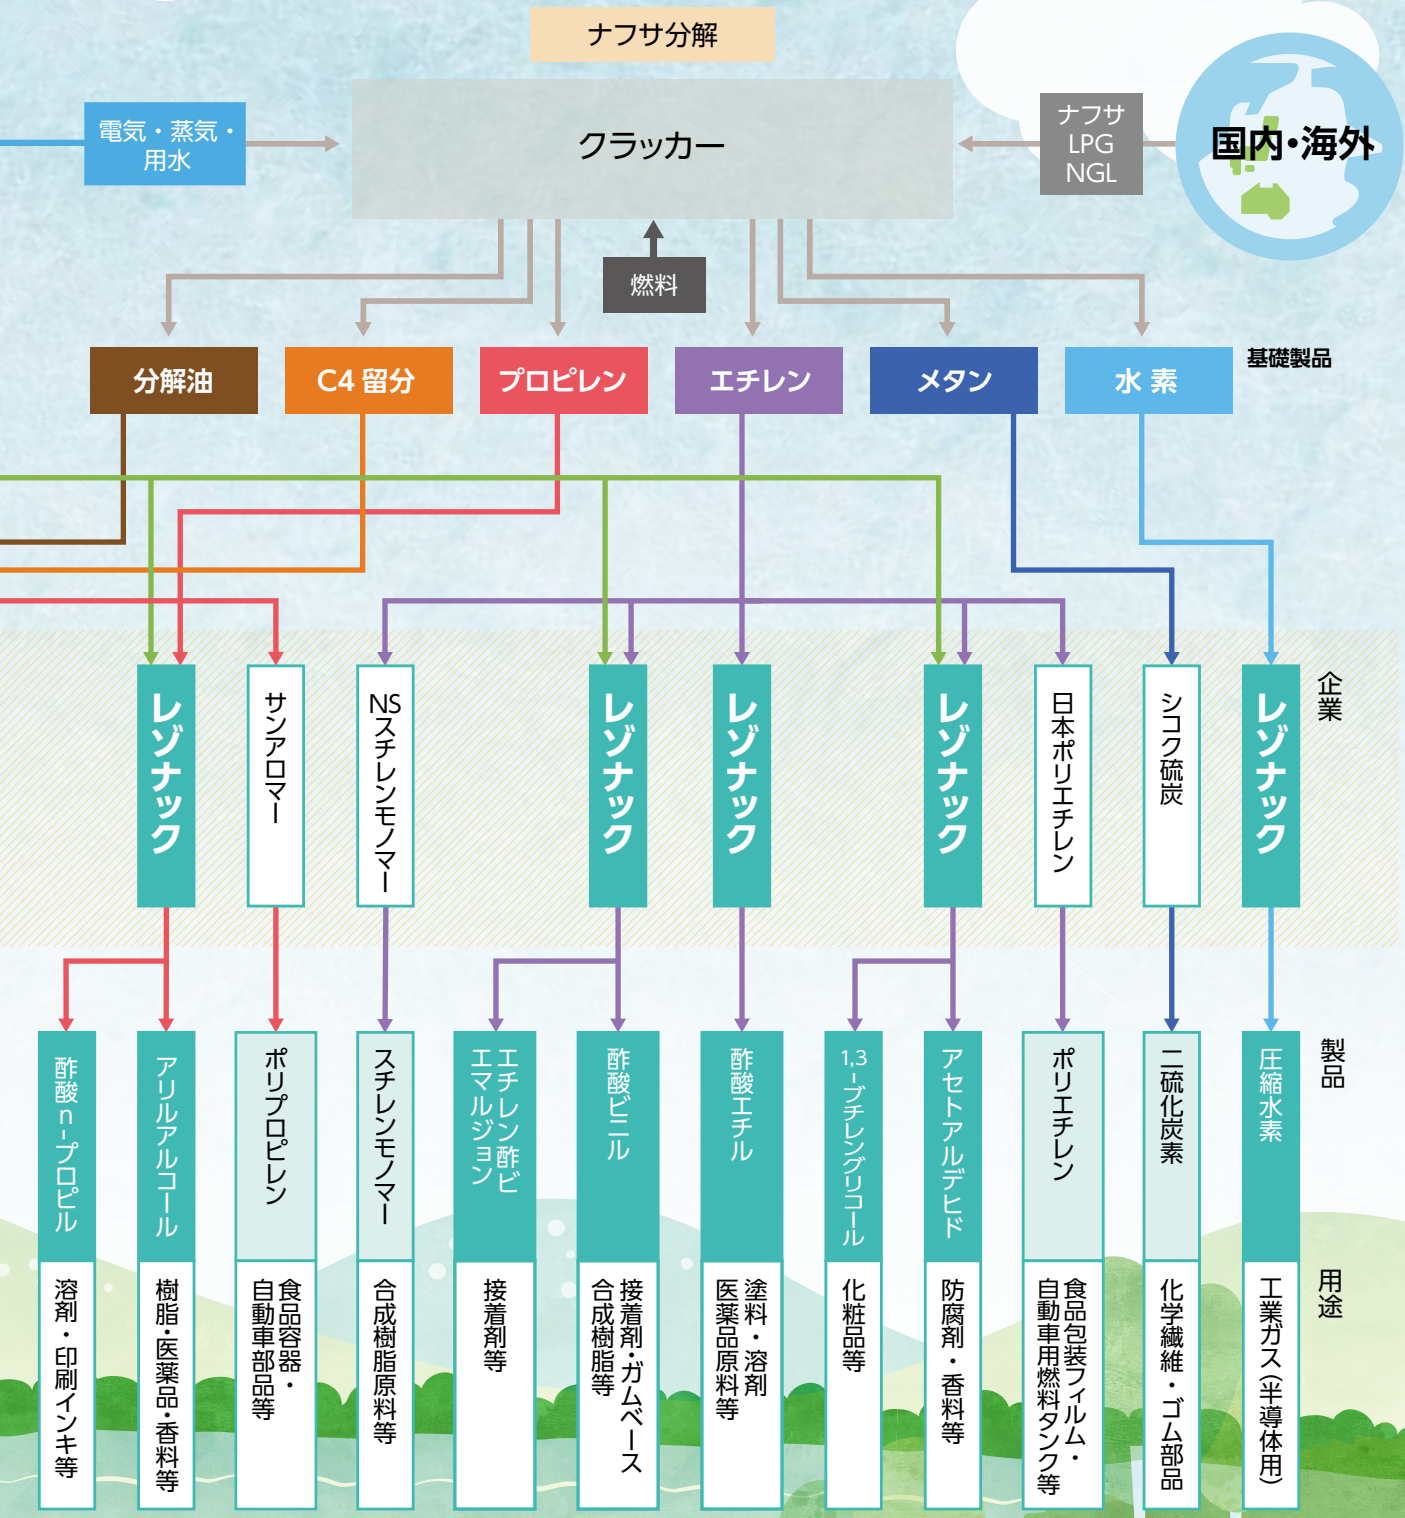 ナフサ分解
電気・蒸気・
用水
クラッカー
ナフサ
LPG
NGL
国内・海外
燃料
分解油
C4 留分
プロピレン
エチレン
メタン
水 素
基礎製品
レゾナック
サンアロマー
NSスチレンモノマー
レゾナック
レゾナック
レゾナック
日本ポリエチレン
シコク硫炭
レゾナック
企業
酢酸n-プロピル
アリルアルコール
ポリプロピレン
スチレンモノマー
エチレン酢ビ
エマルジョン
酢酸ビニル
酢酸エチル
1,3-ブチレングリコール
アセトアルデヒド
ポリエチレン
二硫化炭素
圧縮水素
製品
溶剤・印刷インキ等
樹脂・医薬品・香料等
食品容器・
自動車部品等
合成樹脂原料等
接着剤等
接着剤・ガムベース
合成樹脂等
塗料・溶剤
医薬品原料等
化粧品等
防腐剤・香料等
食品包装フィルム・
自動車用燃料タンク等
化学繊維・ゴム部品
工業ガス(半導体用)
用途